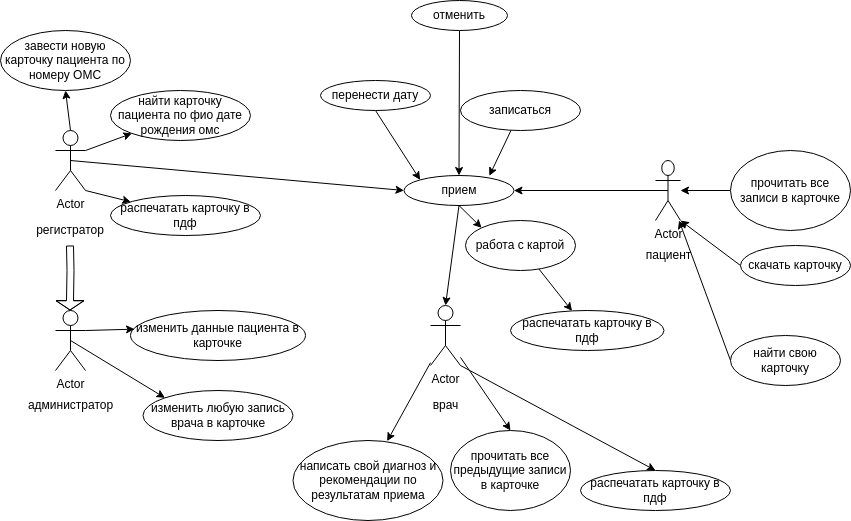 отменить
завести новую
карточку пациента по
номеру ОМС
найти карточку
пациента по фио дате
рождения омс
перенести дату
записаться
Actor
регистратор
распечатать карточку в
пдф
прием
прочитать все
записи в карточке
Actor
пациент
работа с картой
скачать карточку
распечатать карточку в
пдф
найти свою
карточку
изменить данные пациента в
карточке
Actor
администратор
изменить любую запись
врача в карточке
Actor
врач
написать свой диагноз и
рекомендации по
результатам приема
прочитать все
предыдущие записи
в карточке
распечатать карточку в
пдф